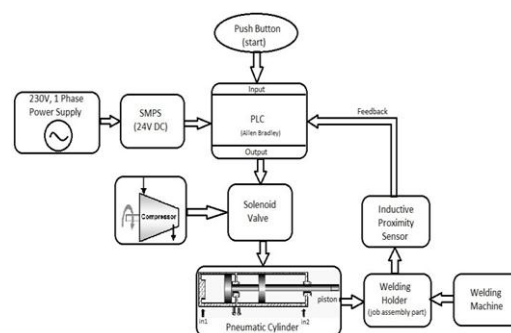 Push Button
(start)
230V, 1 Phase
Power Supply
SMPS
(24V DC)
Input
PLC
(Allen Bradley)
Output
Feedback
Compressor
Solenoid
Valve
Inductive
Proximity
Sensor
piston
in1
in2
Pneumatic Cylinder
Welding
Holder
(job assembly part)
Welding
Machine